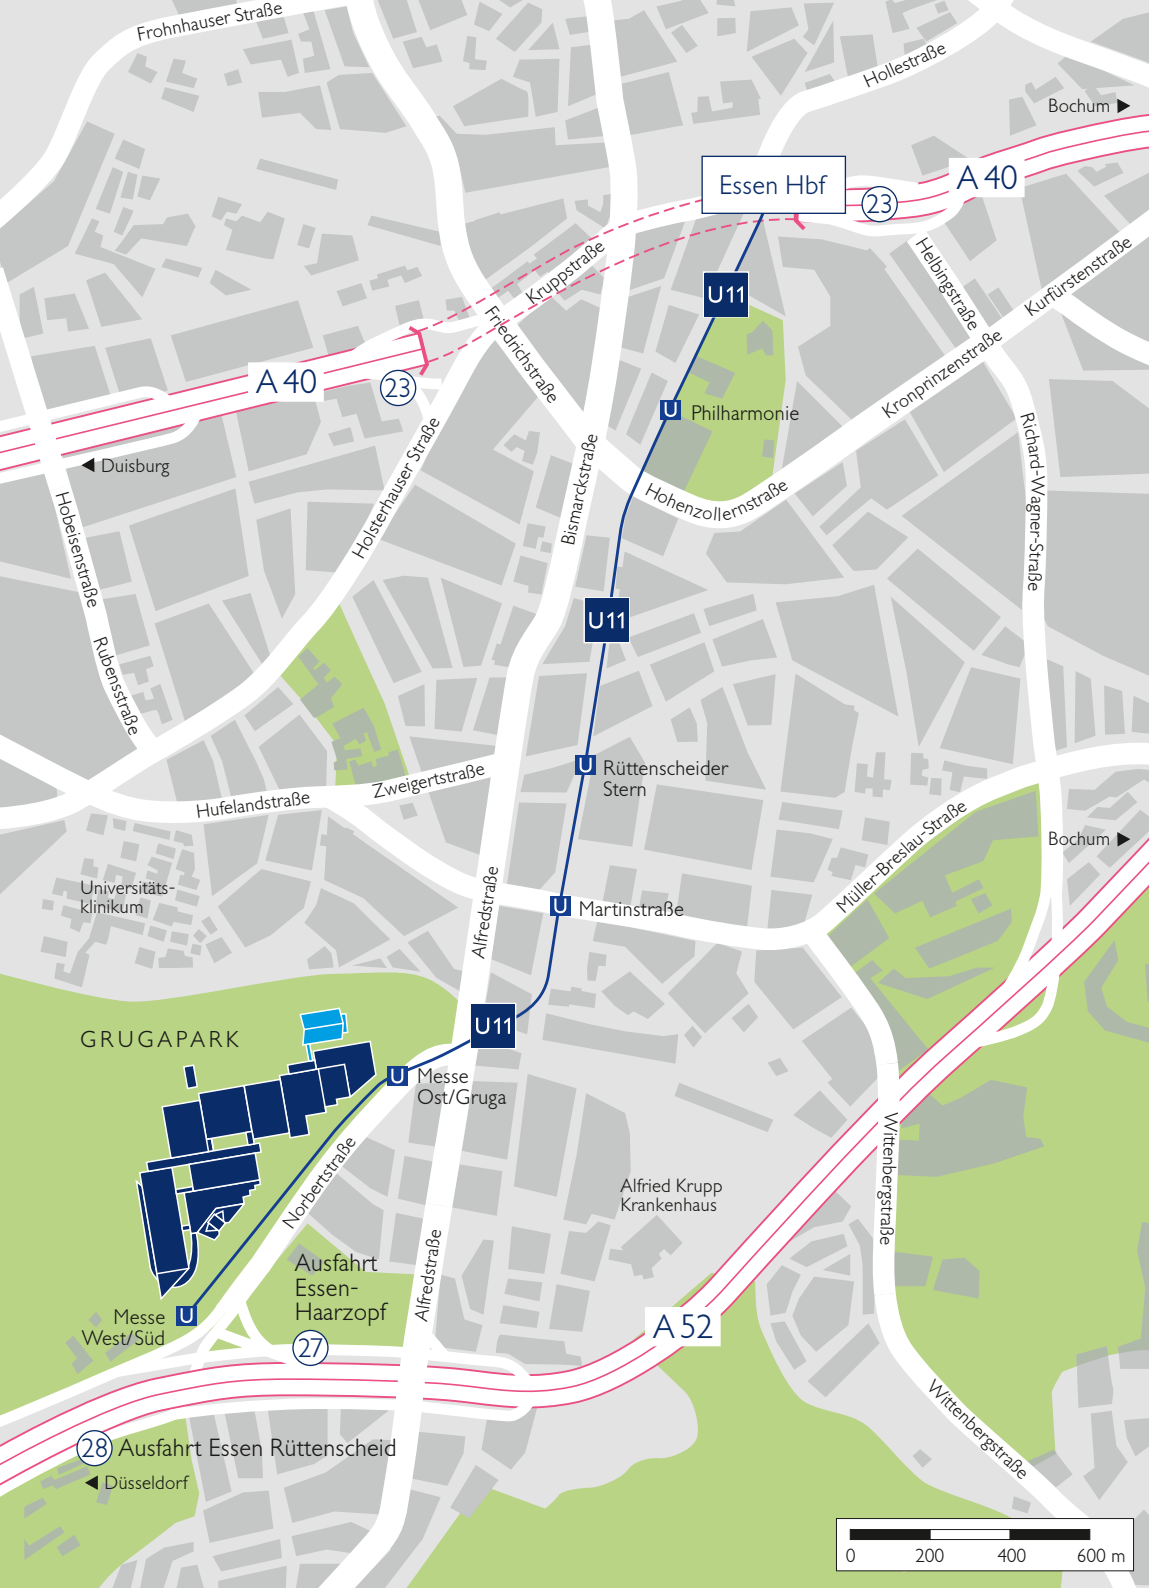 Frohnhauser Straße
Hollestraße
Bochum
Essen Hbf
A 40
23
Kruppstraße
Helbingstraße
Kurfürstenstraße
U11
Friedrichstraße
Kronprinzenstraße
A 40
23
U Philharmonie
Duisburg
Holsterhauser Straße
Bismarckstraße
Hohenzollernstraße
Richard-Wagner-Straße
Hobeisenstraße
U11
Rubensstraße
U Rüttenscheider
Stern
Zweigertstraße
Hufelandstraße
Müller-Breslau-Straße
Bochum
Universitäts-
klinikum
Alfredstraße
U Martinstraße
U11
GRUGAPARK
U Messe
Ost/Gruga
Norbertstraße
Wittenbergstraße
Alfried Krupp
Krankenhaus
Alfredstraße
Ausfahrt
Essen-
Haarzopf
27
Messe U
West/Süd
A 52
Wittenbergstraße
28 Ausfahrt Essen Rüttenscheid
Düsseldorf
0 200 400 600 m